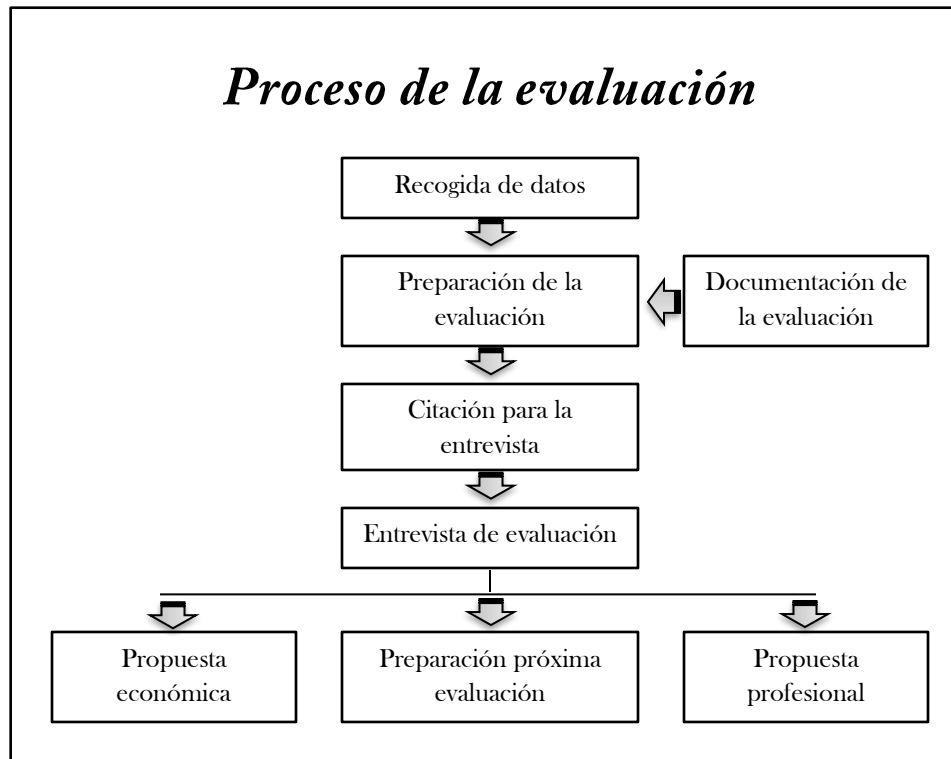 Proceso de la evaluación
Recogida de datos
Preparación de la
evaluación
Documentación de
la evaluación
Citación para la
entrevista
Entrevista de evaluación
Propuesta
económica
Preparación próxima
evaluación
Propuesta
profesional